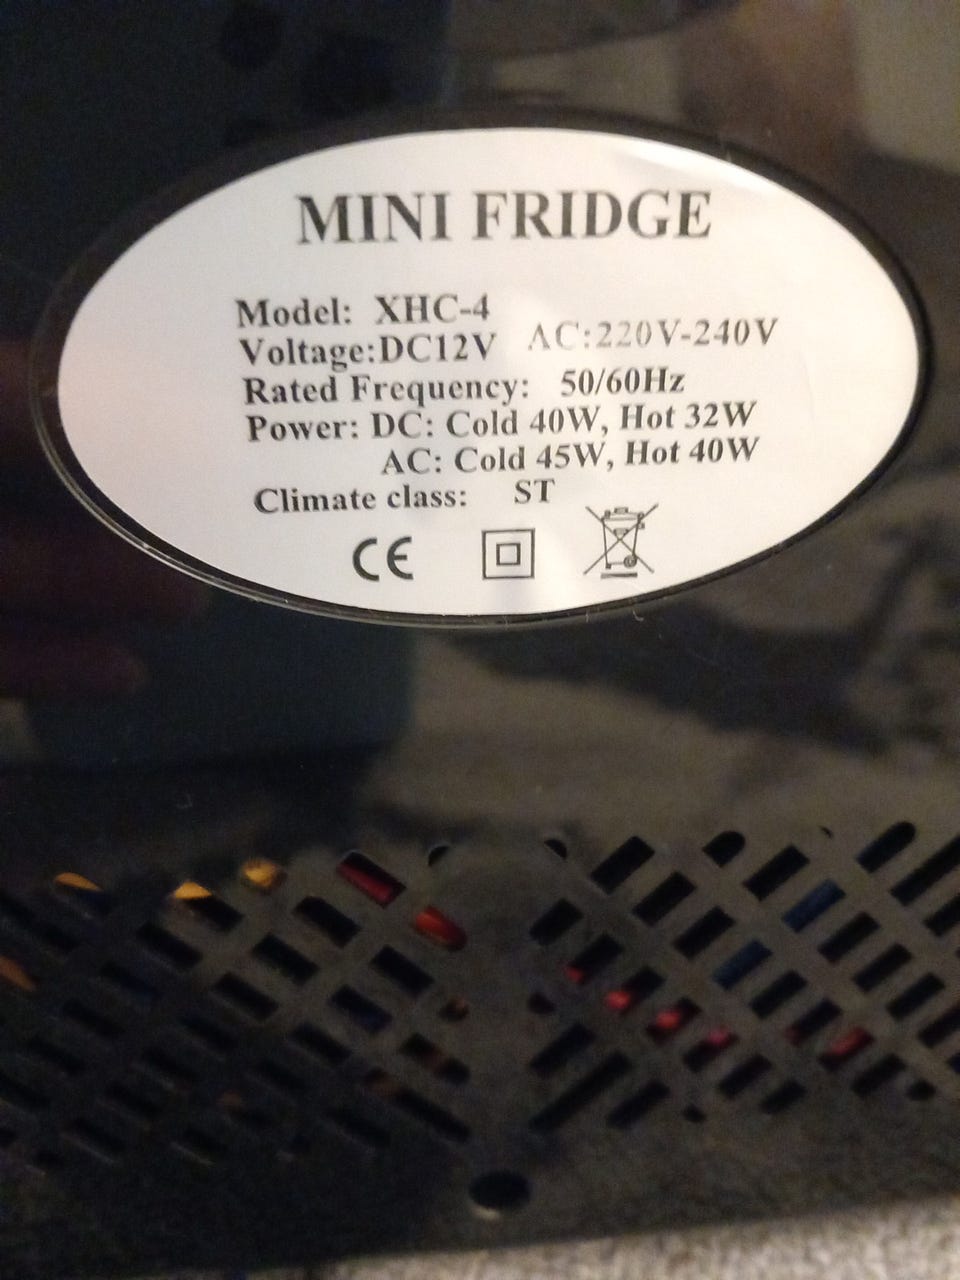 MINI FRIDGE
Model: XHC-4
Voltage:DC12V AC:220V-240V
Rated Frequency: 50/60Hz
Power: DC: Cold 40W, Hot 32W
AC: Cold 45W, Hot 40W
Climate class: ST
CE